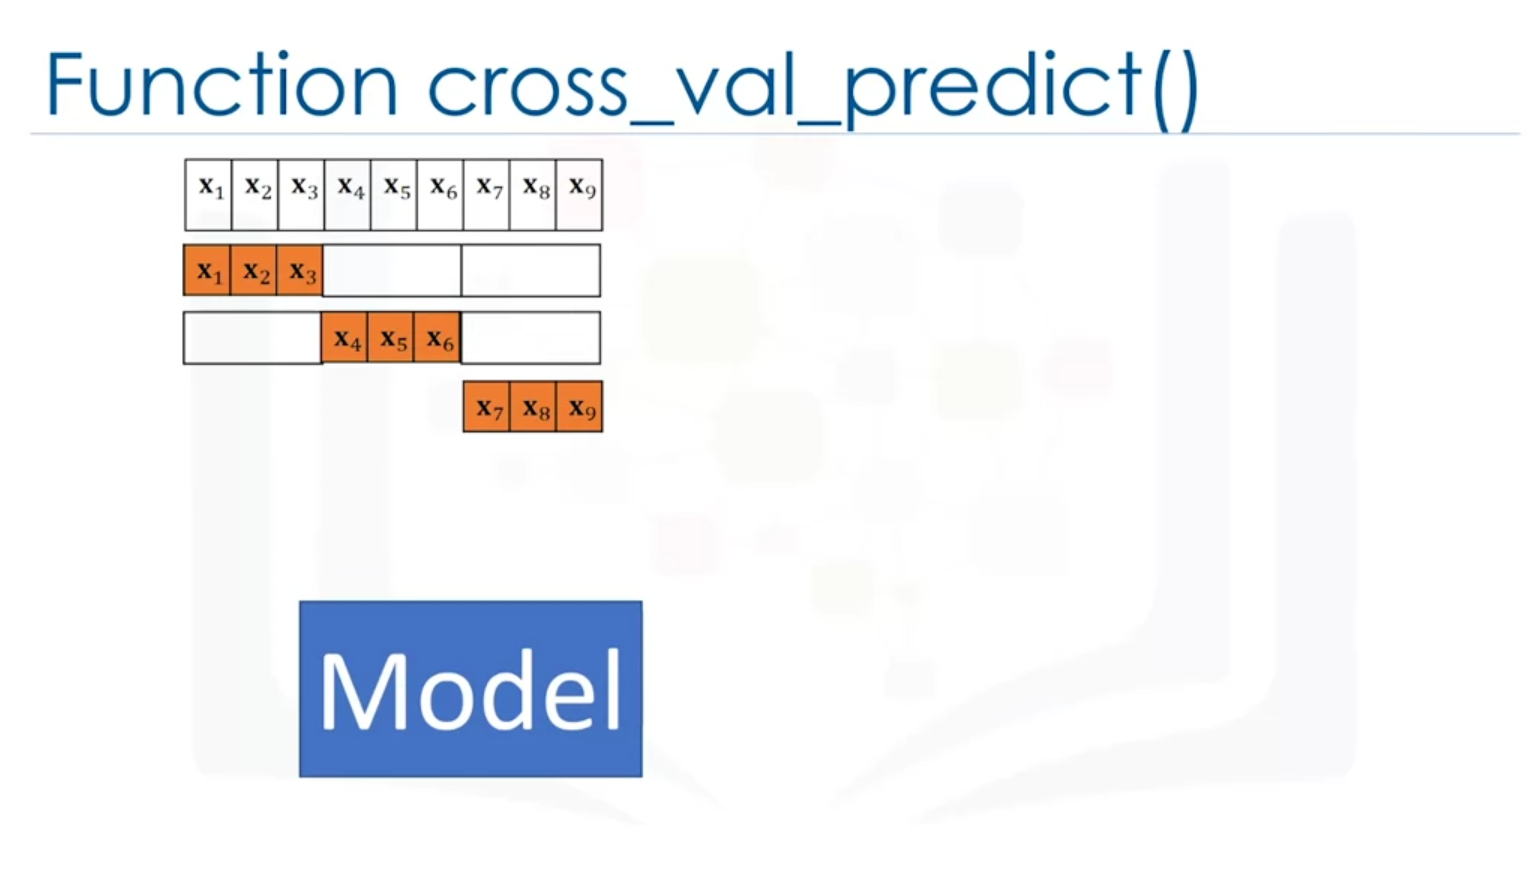 Function cross_val_predict()
x₁ x₂ x₃ x₄ x₅ x₆ x₇ x₈ x₉
x₁ x₂ x₃
x₄ x₅ x₆
x₇ x₈ x₉
Model